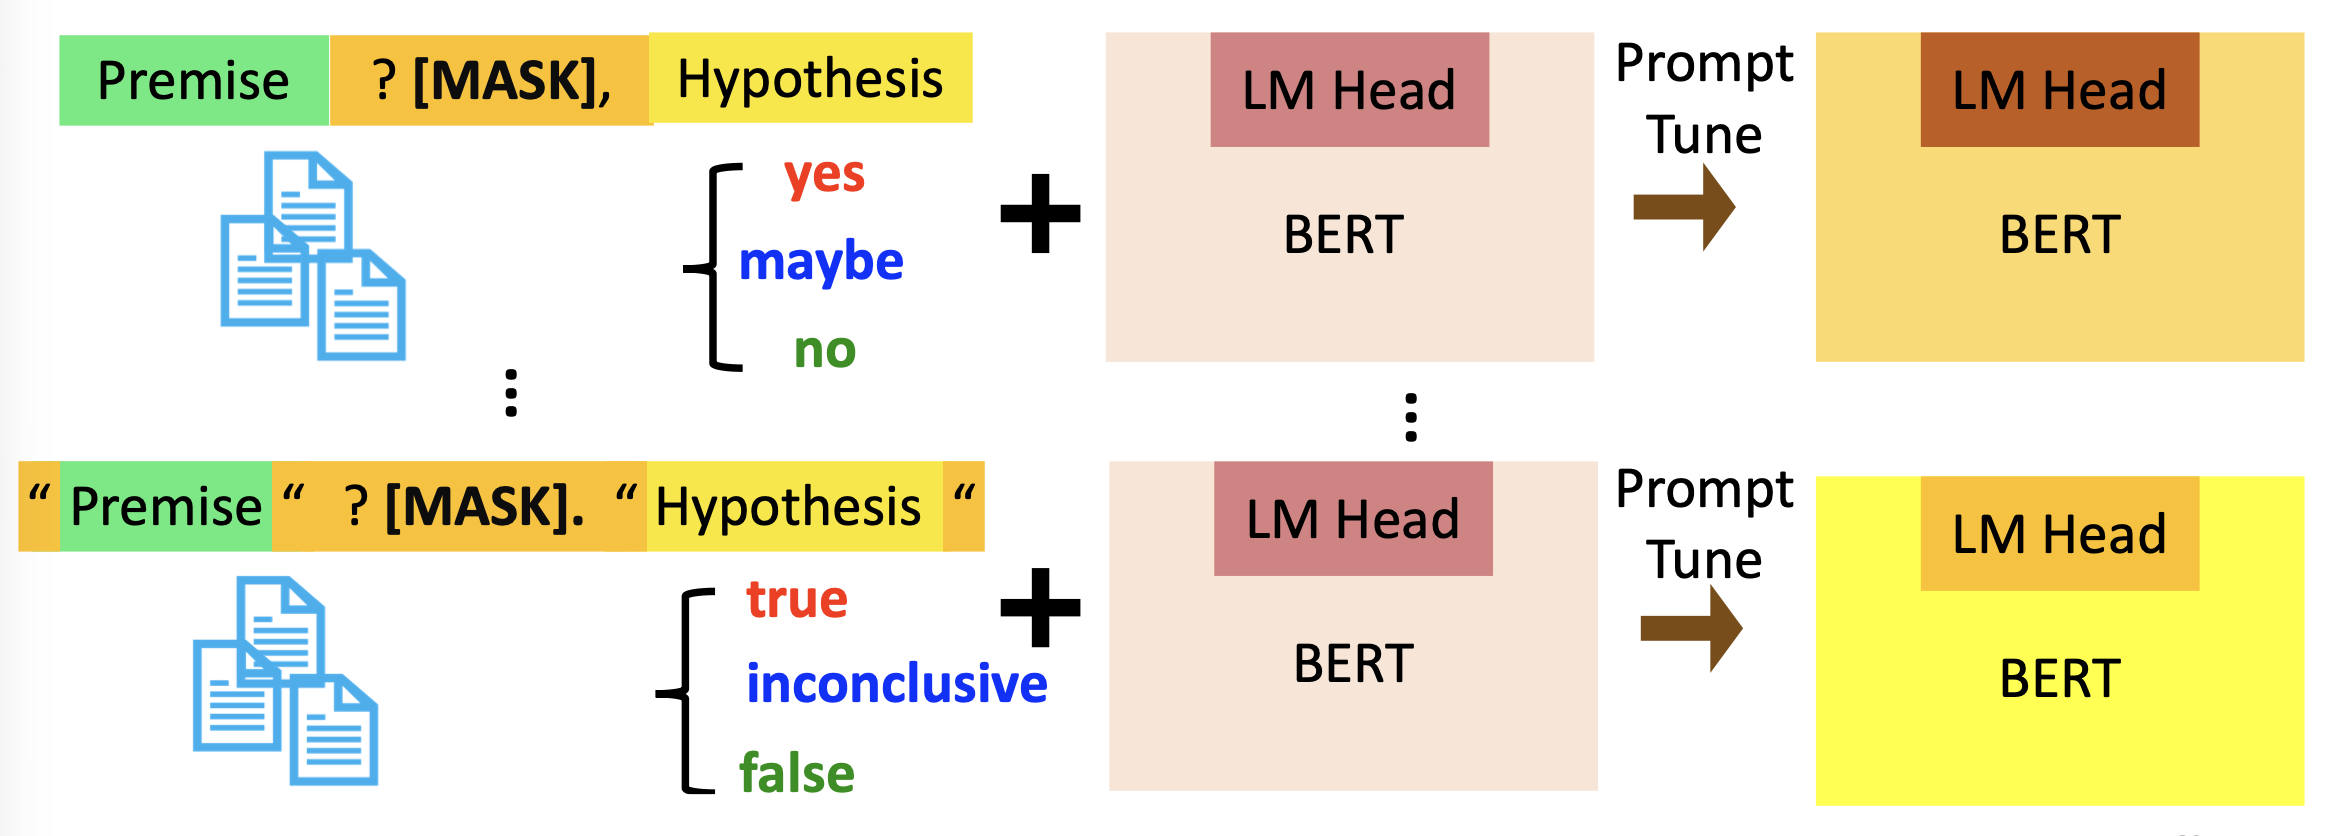 Premise ? [MASK], Hypothesis
yes
maybe
no
LM Head
BERT
Prompt
Tune
LM Head
BERT
“ Premise “ ? [MASK]. “ Hypothesis “
true
inconclusive
false
LM Head
BERT
Prompt
Tune
LM Head
BERT